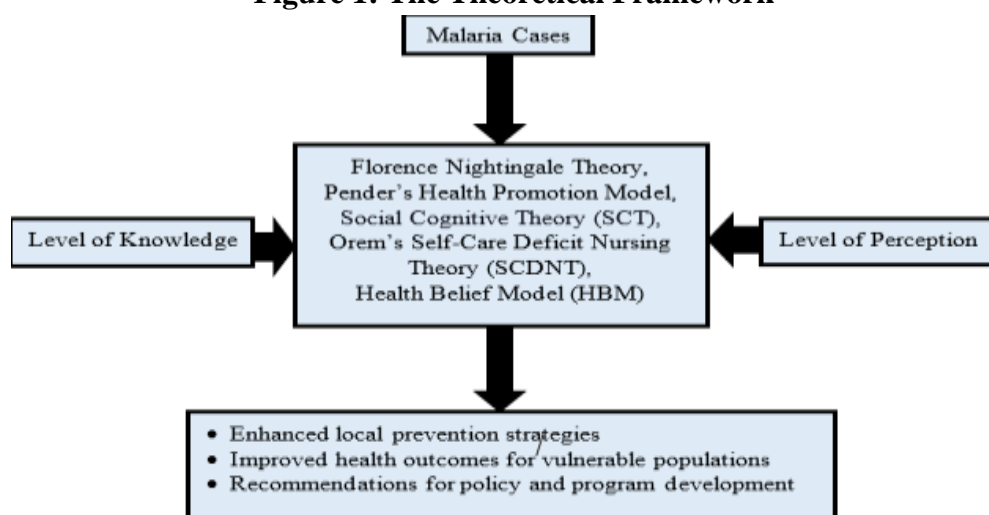 Figure 1: The Theoretical Framework
Malaria Cases
Florence Nightingale Theory,
Pender's Health Promotion Model,
Social Cognitive Theory (SCT),
Orem's Self-Care Deficit Nursing
Theory (SCDNT),
Health Belief Model (HBM)
Level of Knowledge
Level of Perception
• Enhanced local prevention strategies
• Improved health outcomes for vulnerable populations
• Recommendations for policy and program development